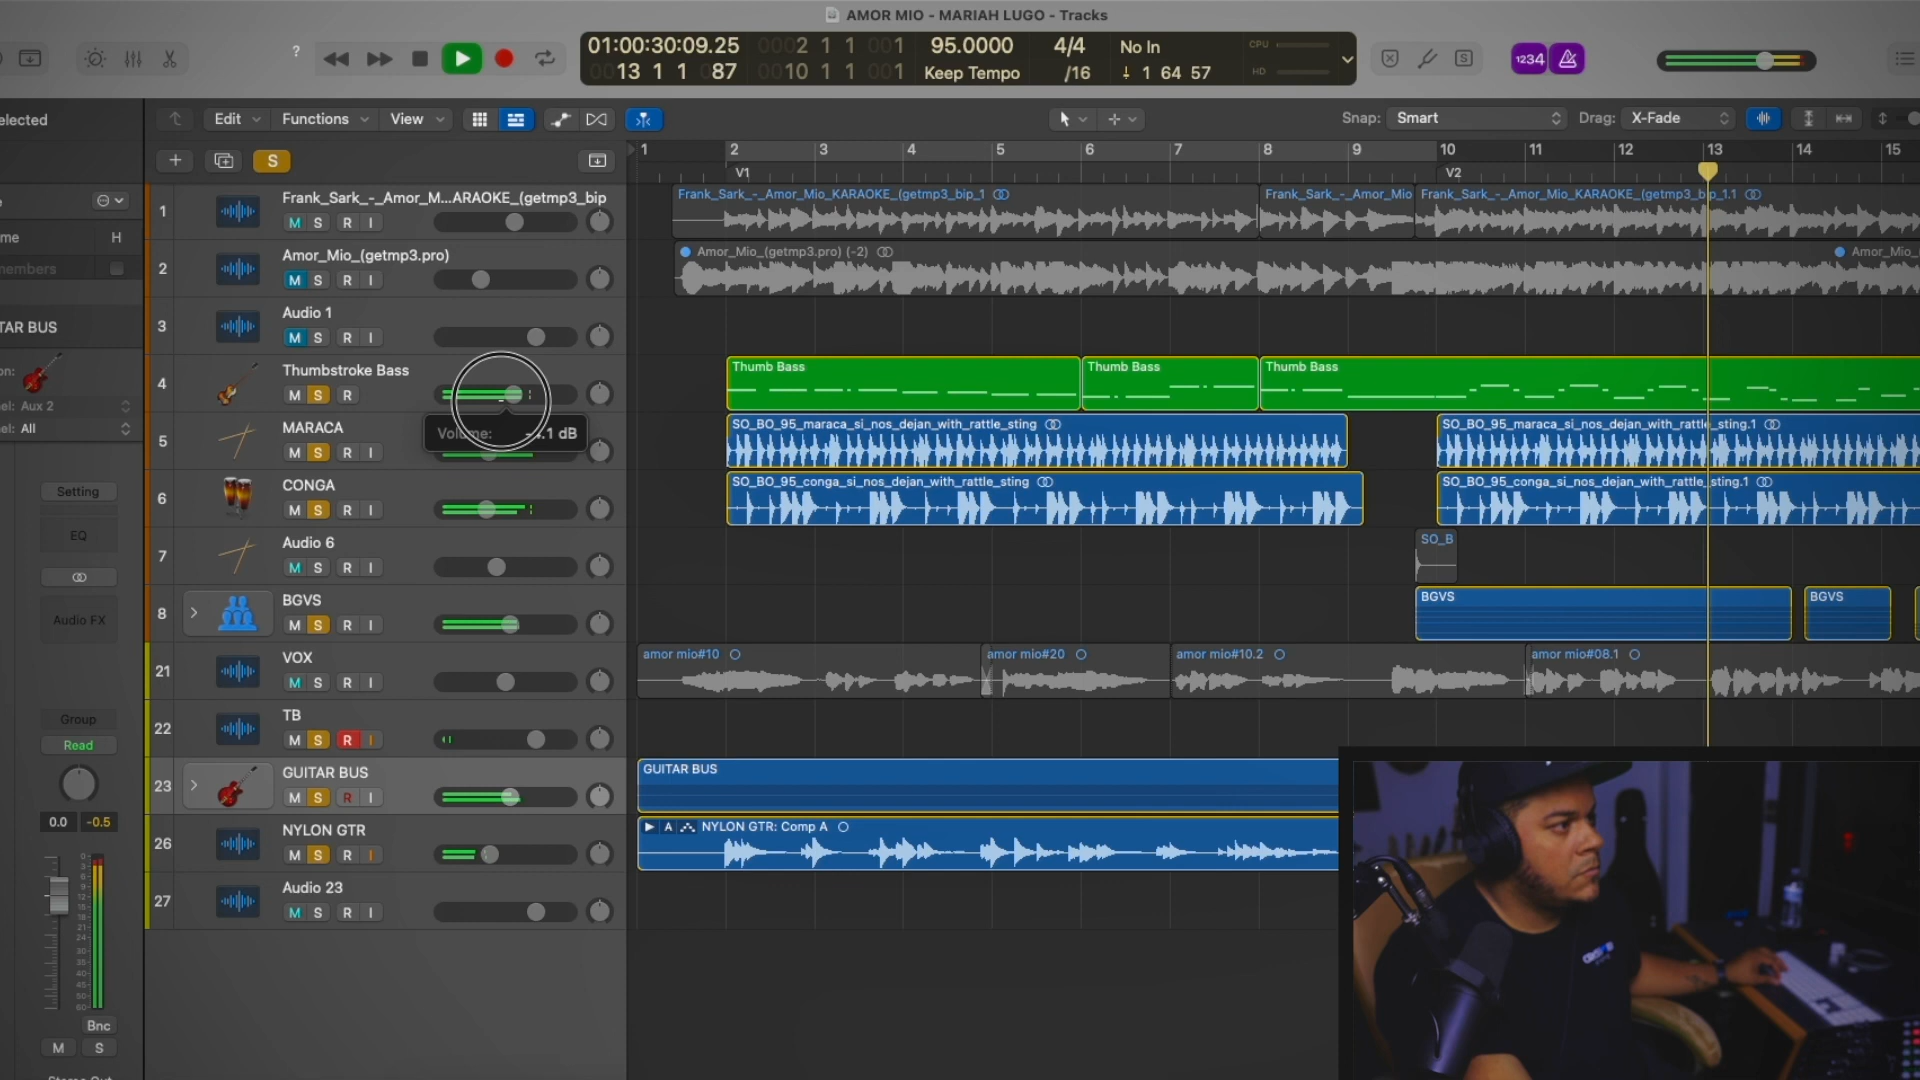 AMOR MIO - MARIAH LUGO - Tracks
?
01:00:30:09.25
13 1 1 87
0002 1 1 001
0010 1 1 001
95.0000
Keep Tempo
4/4
/16
No In
1 64 57
CPU
HD
S
1234
elected
Edit
Functions
View
Snap: Smart
Drag: X-Fade
S
1 2 3 4 5 6 7 8 9 10 11 12 13 14 15
V1
V2
me H
members
TAR BUS
on:
el: Aux 2
el: All
Setting
EQ
Audio FX
Group
Read
0.0 -0.5
Bnc
M S
1 Frank_Sark_-_Amor_M...ARAOKE_(getmp3_bip
M S R I
Frank_Sark_-_Amor_Mio_KARAOKE_(getmp3_bip_1
Frank_Sark_-_Amor_Mio
Frank_Sark_-_Amor_Mio_KARAOKE_(getmp3_bip_1.1
2 Amor_Mio_(getmp3.pro)
M S R I
Amor_Mio_(getmp3.pro) (-2)
Amor_Mio_
3 Audio 1
M S R I
4 Thumbstroke Bass
M S R
Thumb Bass
Thumb Bass
Thumb Bass
5 MARACA
M S R I
Volume:
SO_BO_95_maraca_si_nos_dejan_with_rattle_sting
SO_BO_95_maraca_si_nos_dejan_with_rattle_sting.1
6 CONGA
M S R I
SO_BO_95_conga_si_nos_dejan_with_rattle_sting
SO_BO_95_conga_si_nos_dejan_with_rattle_sting.1
7 Audio 6
M S R I
SO_B
8 BGVS
M S R I
BGVS
BGVS
21 VOX
M S R I
amor mio#10
amor mio#20
amor mio#10.2
amor mio#08.1
22 TB
M S R I
23 GUITAR BUS
M S R I
GUITAR BUS
26 NYLON GTR
M S R I
A NYLON GTR: Comp A
27 Audio 23
M S R I